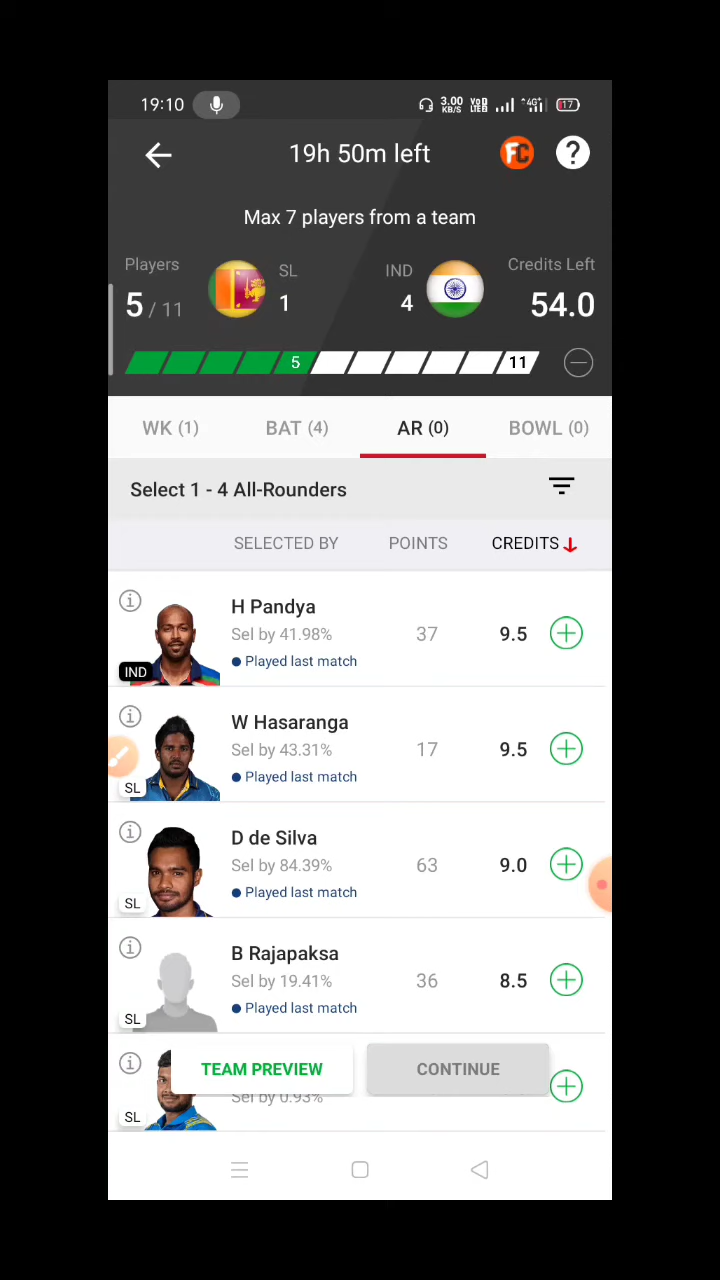 19:10 3.00 KB/S Vo LTE 4G+ 17
19h 50m left FC ?
Max 7 players from a team
Players SL IND Credits Left
5 / 11 1 4 54.0
5 11
WK (1) BAT (4) AR (0) BOWL (0)
Select 1 - 4 All-Rounders
SELECTED BY POINTS CREDITS
H Pandya
Sel by 41.98% 37 9.5
Played last match
IND
W Hasaranga
Sel by 43.31% 17 9.5
Played last match
SL
D de Silva
Sel by 84.39% 63 9.0
Played last match
SL
B Rajapaksa
Sel by 19.41% 36 8.5
Played last match
SL
TEAM PREVIEW CONTINUE
Sel by 0.93%
SL